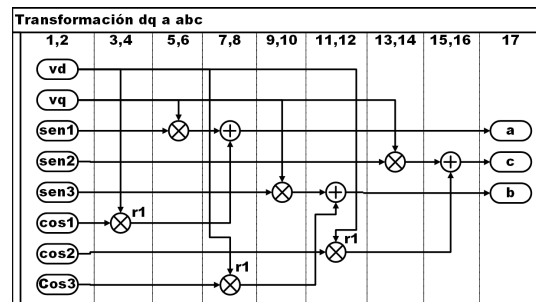 Transformación dq a abc
1,2 3,4 5,6 7,8 9,10 11,12 13,14 15,16 17
vd
vq
sen1 a
sen2 c
sen3 b
cos1 r1
cos2 r1
Cos3 r1